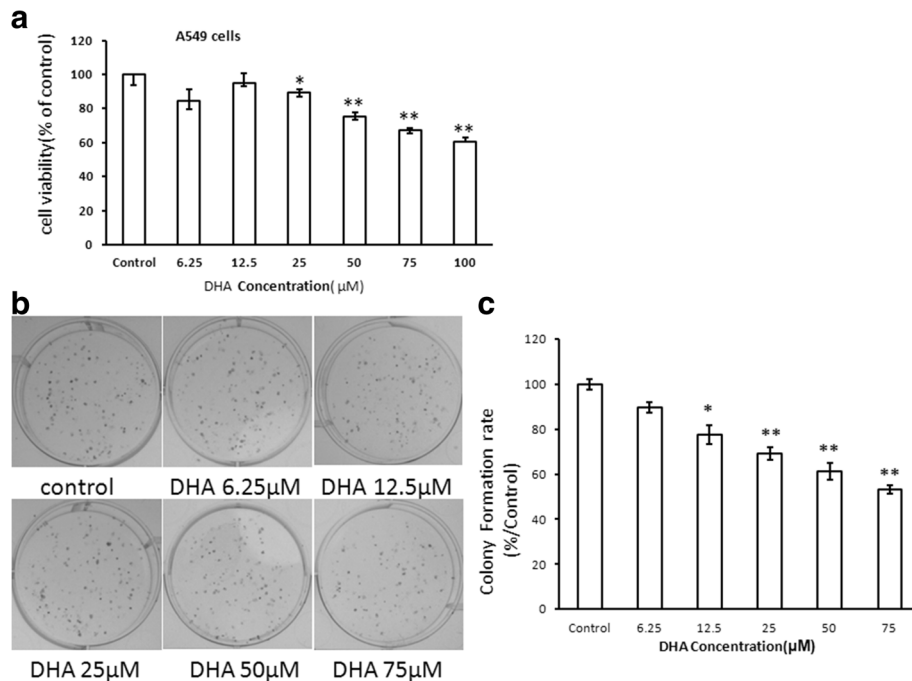 a
A549 cells
cell viability(% of control)
120
100
80
60
40
20
0
*
**
**
**
Control 6.25 12.5 25 50 75 100
DHA Concentration( μM)
b
control DHA 6.25μM DHA 12.5μM
DHA 25μM DHA 50μM DHA 75μM
c
Colony Formation rate
(%/Control)
120
100
80
60
40
20
0
*
**
**
**
Control 6.25 12.5 25 50 75
DHA Concentration(μM)